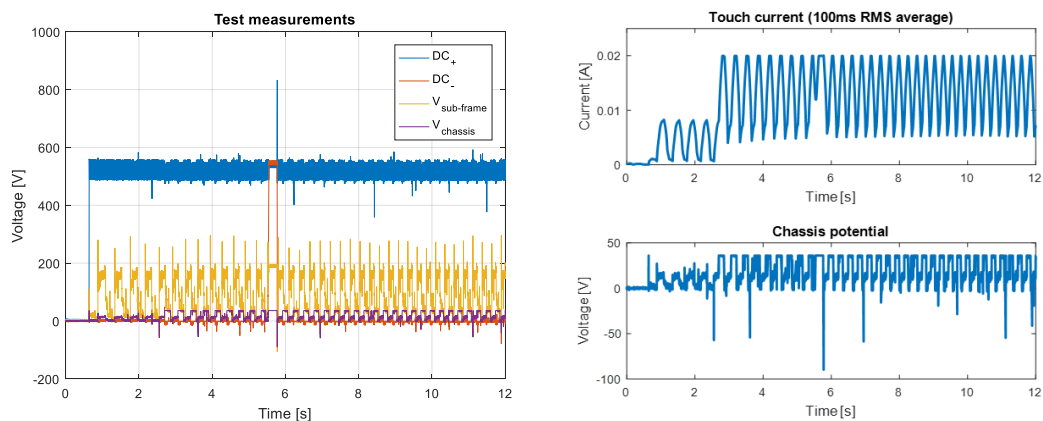 Test measurements
1000
800
600
400
200
0
-200
Voltage [V]
DC+
DC-
Vsub-frame
Vchassis
0 2 4 6 8 10 12
Time [s]
Touch current (100ms RMS average)
0.02
0.01
0
Current [A]
0 2 4 6 8 10 12
Time [s]
Chassis potential
50
0
-50
-100
Voltage [V]
0 2 4 6 8 10 12
Time [s]